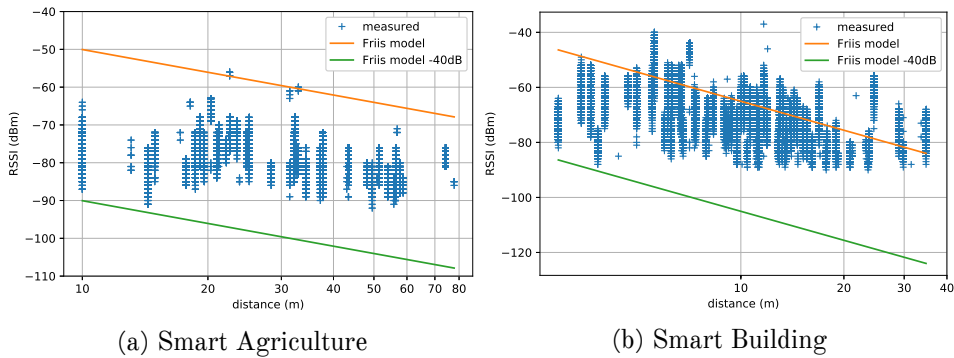 measured
Friis model
Friis model -40dB
−50
−60
−70
−80
−90
−100
−110
RSSI (dBm)
10 20 30 40 50 60 70 80
distance (m)
(a) Smart Agriculture
measured
Friis model
Friis model -40dB
−40
−60
−80
−100
−120
RSSI (dBm)
10 20 30 40
distance (m)
(b) Smart Building